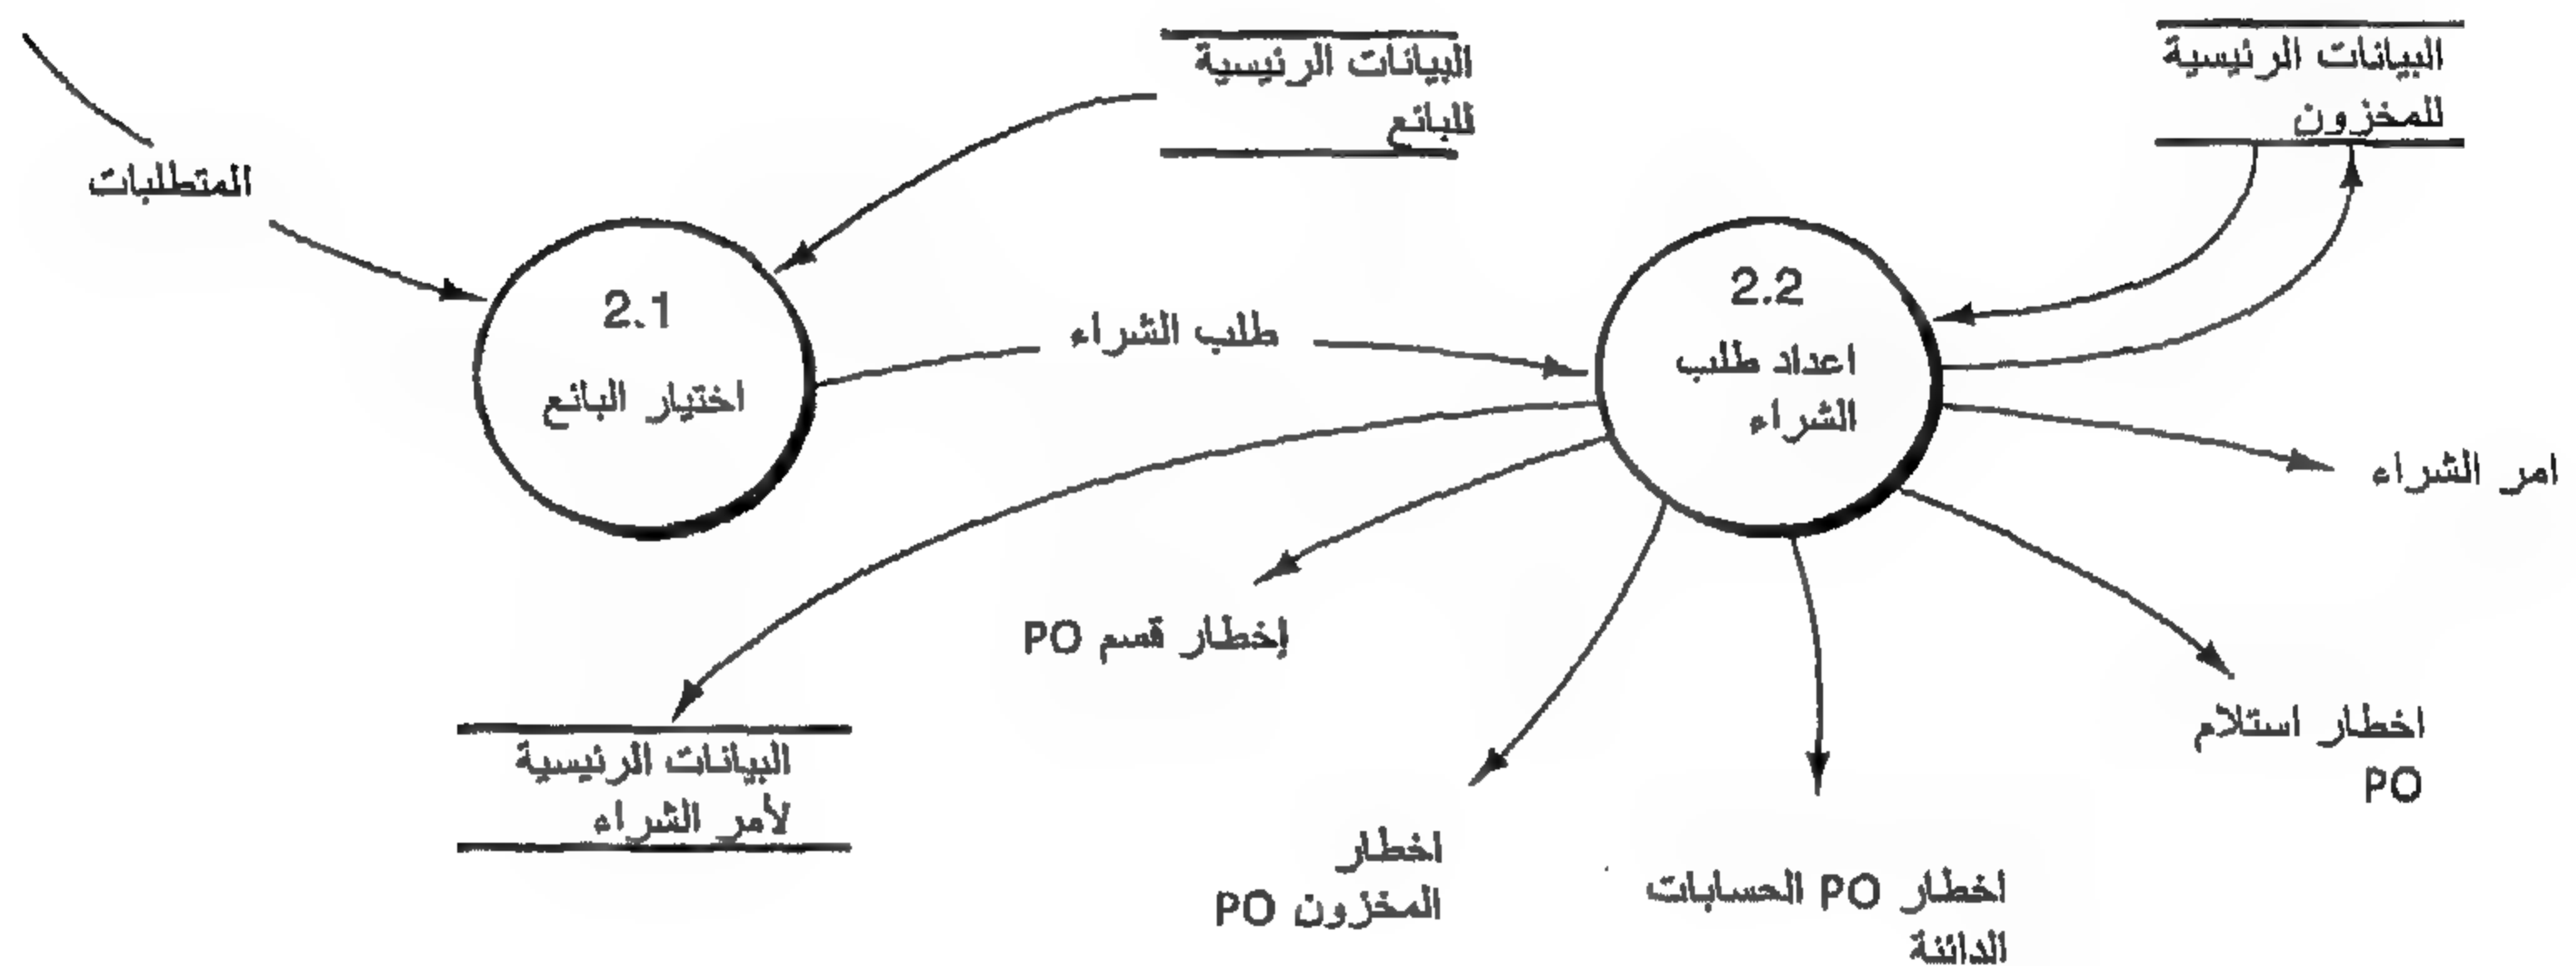 البيانات الرئيسية
للمخزون
البيانات الرئيسية
للبائع
المتطلبات
2.2
اعداد طلب
الشراء
2.1
اختيار البائع
طلب الشراء
امر الشراء
إخطار قسم PO
اخطار استلام
PO
البيانات الرئيسية
لأمر الشراء
اخطار
المخزون PO
اخطار PO الحسابات
الدائنة